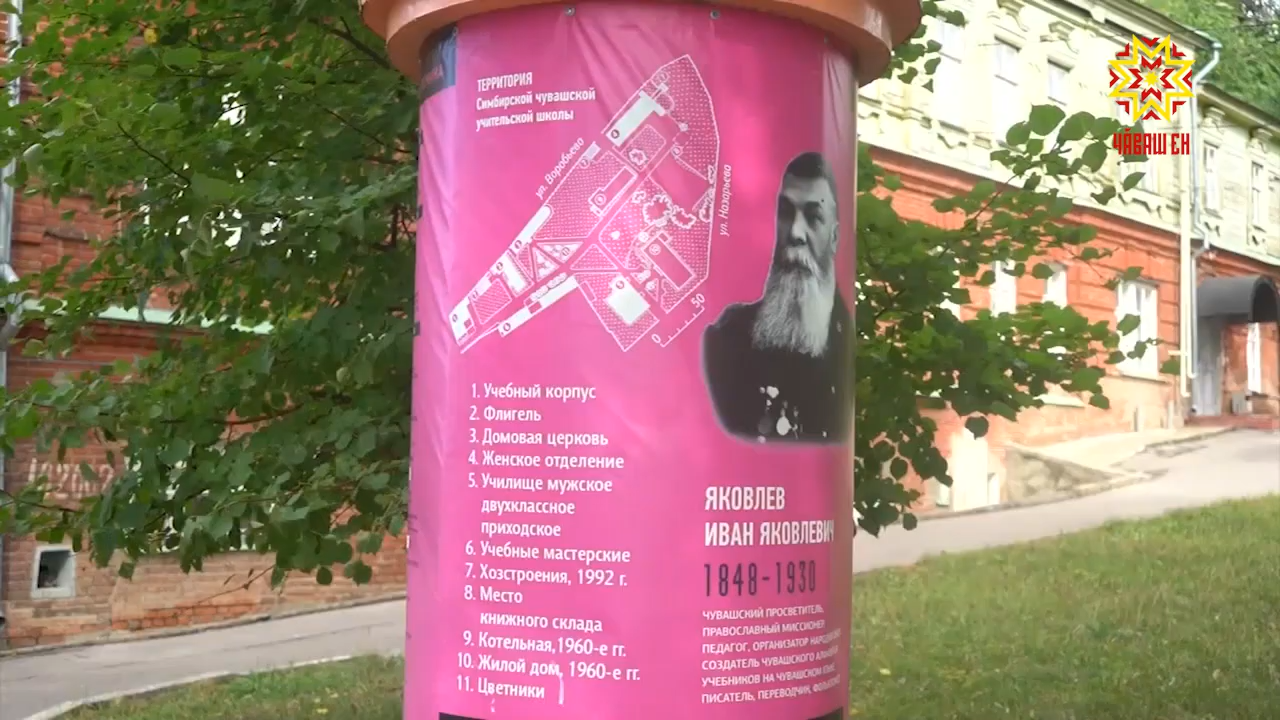 ТЕРРИТОРИЯ
Симбирской чувашской
учительской школы
ул. Воробьева
ул. Назарьева
0
50
1. Учебный корпус
2. Флигель
3. Домовая церковь
4. Женское отделение
5. Училище мужское
двухклассное
приходское
6. Учебные мастерские
7. Хозстроения, 1992 г.
8. Место
книжного склада
9. Котельная, 1960-е гг.
10. Жилой дом, 1960-е гг.
11. Цветники
ЯКОВЛЕВ
ИВАН ЯКОВЛЕВИЧ
1848-1930
ЧУВАШСКИЙ ПРОСВЕТИТЕЛЬ,
ПРАВОСЛАВНЫЙ МИССИОНЕР
ПЕДАГОГ, ОРГАНИЗАТОР
СОЗДАТЕЛЬ ЧУВАШСКОГО
УЧЕБНИКОВ НА ЧУВАШСКОМ
ПИСАТЕЛЬ, ПЕРЕВОДЧИК,
ЧӐВАШ ЕН